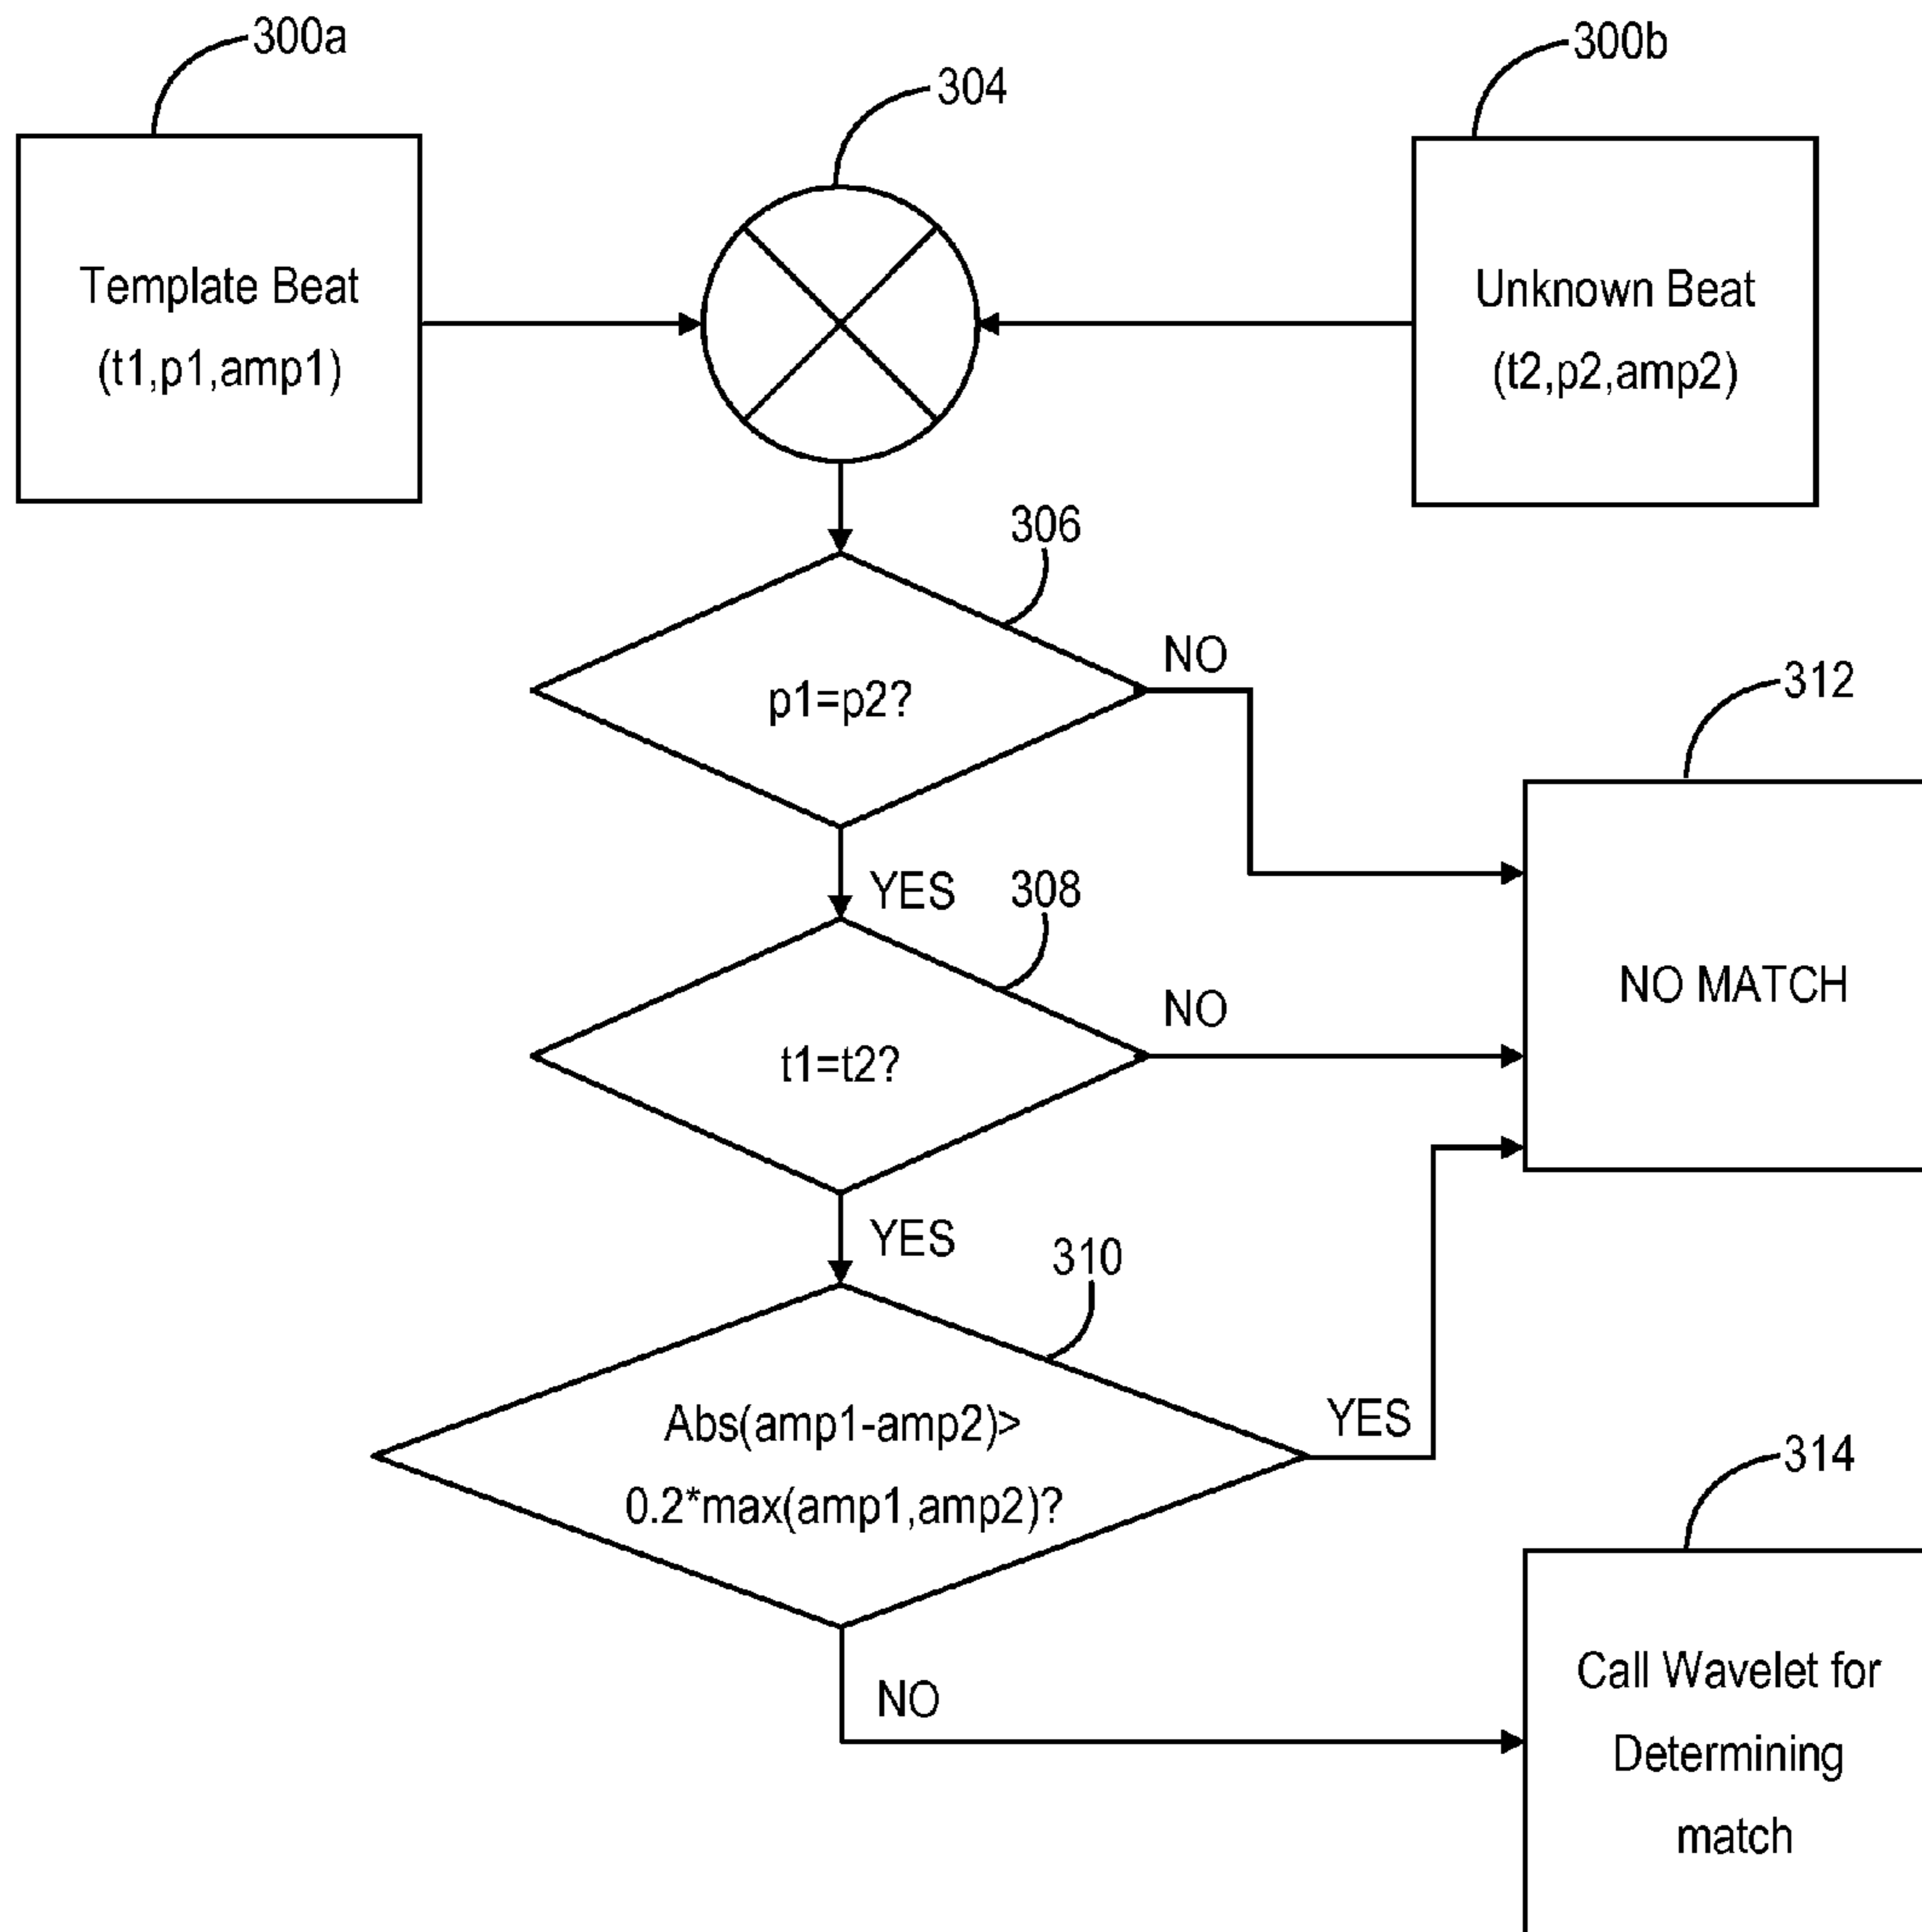 300a
304
300b
Template Beat
(t1,p1,amp1)
Unknown Beat
(t2,p2,amp2)
306
p1=p2?
NO
312
YES
308
NO MATCH
t1=t2?
NO
YES
310
Abs(amp1-amp2)>
0.2*max(amp1,amp2)?
YES
314
NO
Call Wavelet for
Determining
match